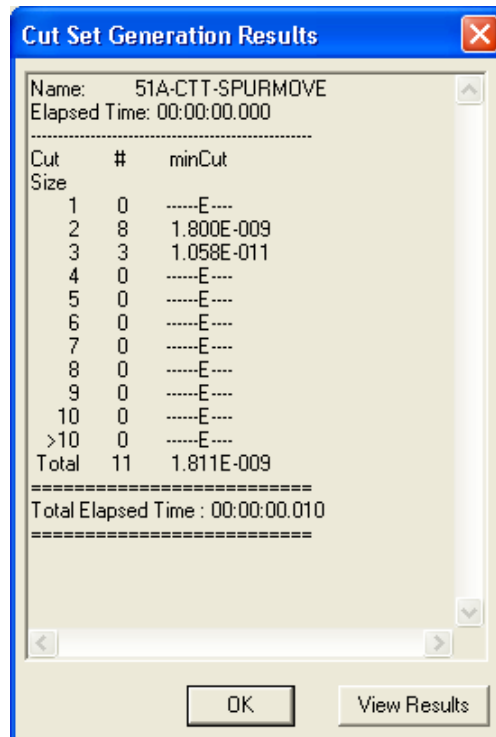 Cut Set Generation Results
Name: 51A-CTT-SPURMOVE
Elapsed Time: 00:00:00.000
----------------------------------------------
Cut # minCut
Size
1 0 ------E----
2 8 1.800E-009
3 3 1.058E-011
4 0 ------E----
5 0 ------E----
6 0 ------E----
7 0 ------E----
8 0 ------E----
9 0 ------E----
10 0 ------E----
>10 0 ------E----
Total 11 1.811E-009
==========================
Total Elapsed Time : 00:00:00.010
==========================
OK View Results